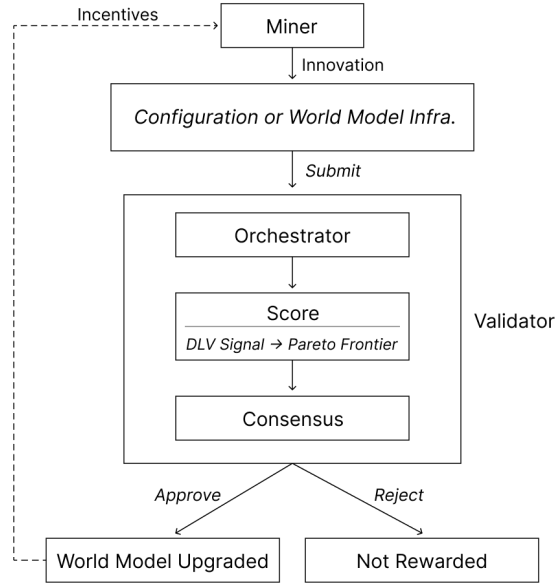 Incentives
Miner
Innovation
Configuration or World Model Infra.
Submit
Orchestrator
Score
Validator
DLV Signal → Pareto Frontier
Consensus
Approve
Reject
World Model Upgraded
Not Rewarded